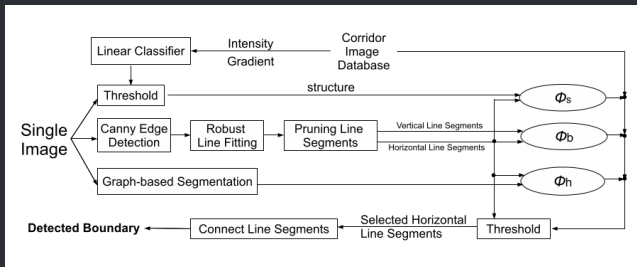 Linear Classifier
Intensity
Gradient
Corridor
Image
Database
Threshold
structure
Φs
Single
Image
Canny Edge
Detection
Robust
Line Fitting
Pruning Line
Segments
Vertical Line Segments
Horizontal Line Segments
Φb
Graph-based Segmentation
Φh
Detected Boundary
Connect Line Segments
Selected Horizontal
Line Segments
Threshold